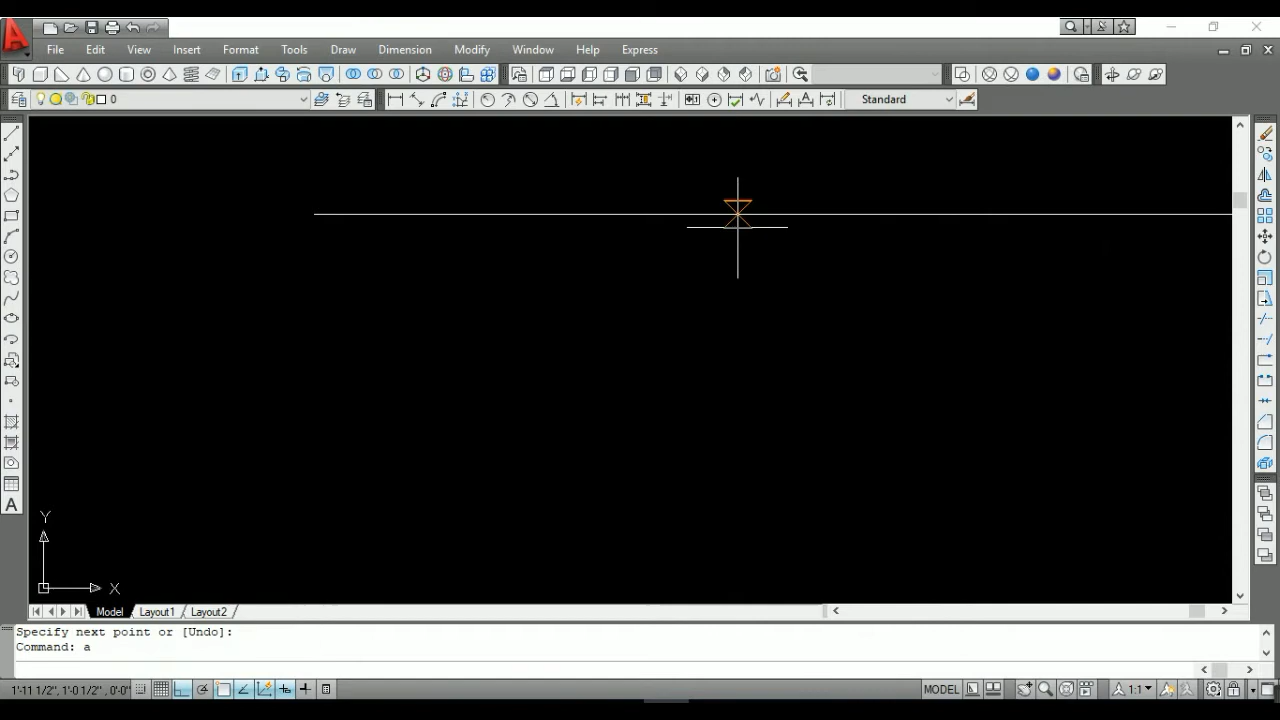 File Edit View Insert Format Tools Draw Dimension Modify Window Help Express
0 Standard
Y
X
Model Layout1 Layout2
Specify next point or [Undo]:
Command: a
1'-11 1/2", 1'-0 1/2" , 0'-0" MODEL 1:1